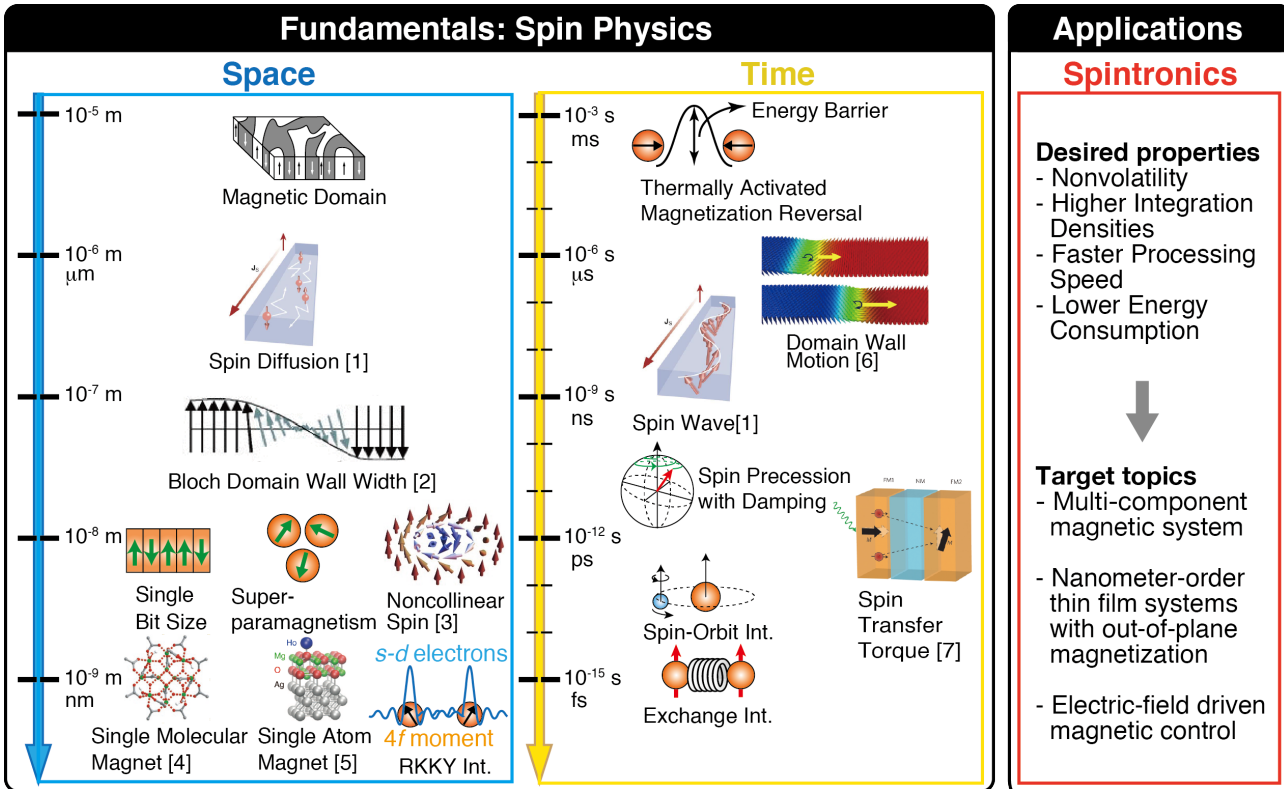 Fundamentals: Spin Physics
Space
10⁻⁵ m
Magnetic Domain
10⁻⁶ m
μm
Jₛ
Spin Diffusion [1]
10⁻⁷ m
Bloch Domain Wall Width [2]
10⁻⁸ m
Single
Bit Size
Super-
paramagnetism
Noncollinear
Spin [3]
10⁻⁹ m
nm
Single Molecular
Magnet [4]
Ho
Mg
O
Ag
Single Atom
Magnet [5]
s-d electrons
4f moment
RKKY Int.
Time
10⁻³ s
ms
Energy Barrier
Thermally Activated
Magnetization Reversal
10⁻⁶ s
μs
Domain Wall
Motion [6]
Jₛ
Spin Wave[1]
10⁻⁹ s
ns
Spin Precession
with Damping
FM1 NM FM2
M
M
Spin
Transfer
Torque [7]
10⁻¹² s
ps
Spin-Orbit Int.
10⁻¹⁵ s
fs
Exchange Int.
Applications
Spintronics
Desired properties
- Nonvolatility
- Higher Integration
Densities
- Faster Processing
Speed
- Lower Energy
Consumption
Target topics
- Multi-component
magnetic system
- Nanometer-order
thin film systems
with out-of-plane
magnetization
- Electric-field driven
magnetic control